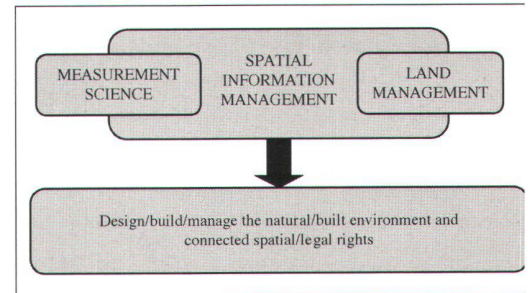 MEASUREMENT
SCIENCE
SPATIAL
INFORMATION
MANAGEMENT
LAND
MANAGEMENT
Design/build/manage the natural/built environment and
connected spatial/legal rights